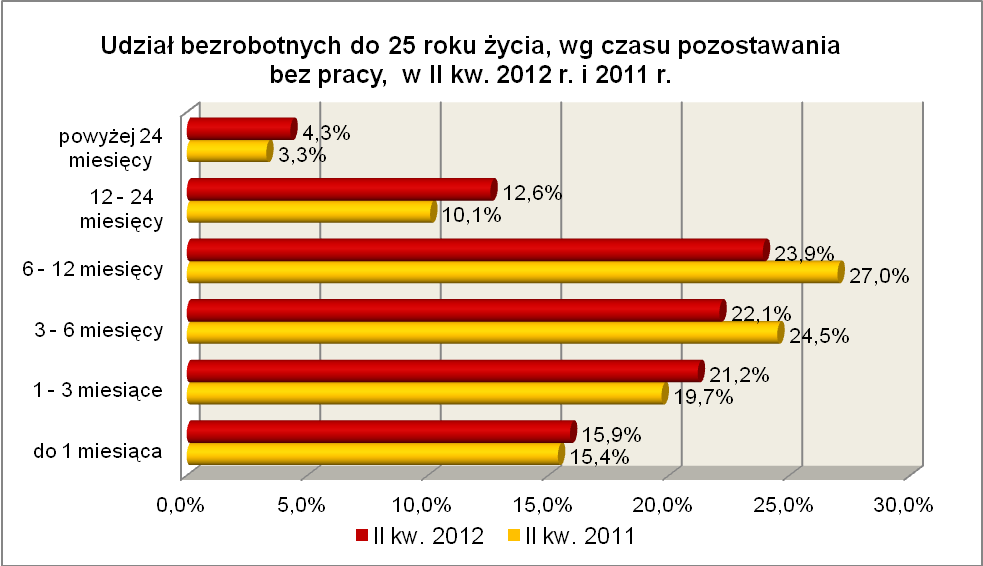 Udział bezrobotnych do 25 roku życia, wg czasu pozostawania
bez pracy, w II kw. 2012 r. i 2011 r.
powyżej 24
miesięcy
4,3%
3,3%
12 - 24
miesięcy
12,6%
10,1%
6 - 12 miesięcy
23,9%
27,0%
3 - 6 miesięcy
22,1%
24,5%
1 - 3 miesiące
21,2%
19,7%
do 1 miesiąca
15,9%
15,4%
0,0% 5,0% 10,0% 15,0% 20,0% 25,0% 30,0%
II kw. 2012 II kw. 2011